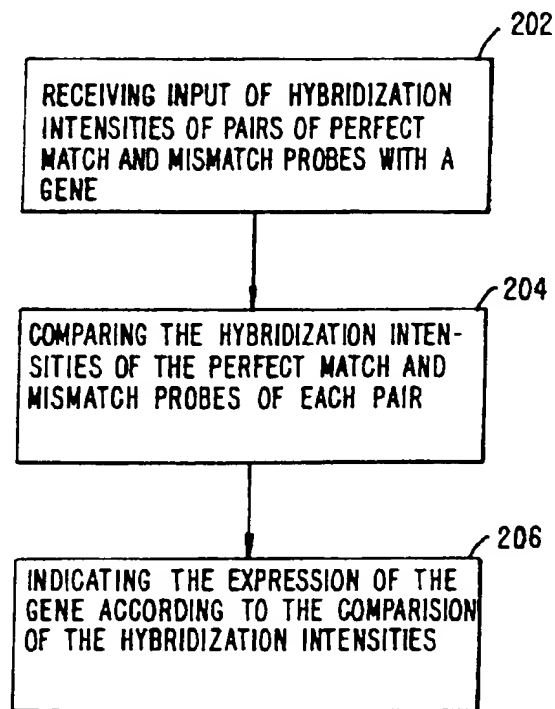 202
RECEIVING INPUT OF HYBRIDIZATION
INTENSITIES OF PAIRS OF PERFECT
MATCH AND MISMATCH PROBES WITH A
GENE
204
COMPARING THE HYBRIDIZATION INTEN-
SITIES OF THE PERFECT MATCH AND
MISMATCH PROBES OF EACH PAIR
206
INDICATING THE EXPRESSION OF THE
GENE ACCORDING TO THE COMPARISION
OF THE HYBRIDIZATION INTENSITIES